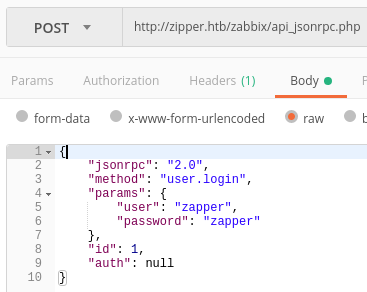 POST http://zipper.htb/zabbix/api_jsonrpc.php
Params Authorization Headers (1) Body
form-data x-www-form-urlencoded raw
1 {
2 "jsonrpc": "2.0",
3 "method": "user.login",
4 "params": {
5 "user": "zapper",
6 "password": "zapper"
7 },
8 "id": 1,
9 "auth": null
10 }